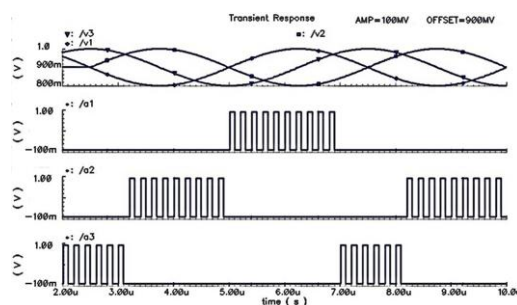 Transient Response AMP=100MV OFFSET=900MV
▼: /v3 ■: /v2
◆: /v1
1.0
(V) 900m
800m
: /a1
1.00
(V)
-100m
: /a2
1.00
(V)
-100m
: /a3
1.00
(V)
-100m
2.00u 3.00u 4.00u 5.00u 6.00u 7.00u 8.00u 9.00u 10.00
time ( s )